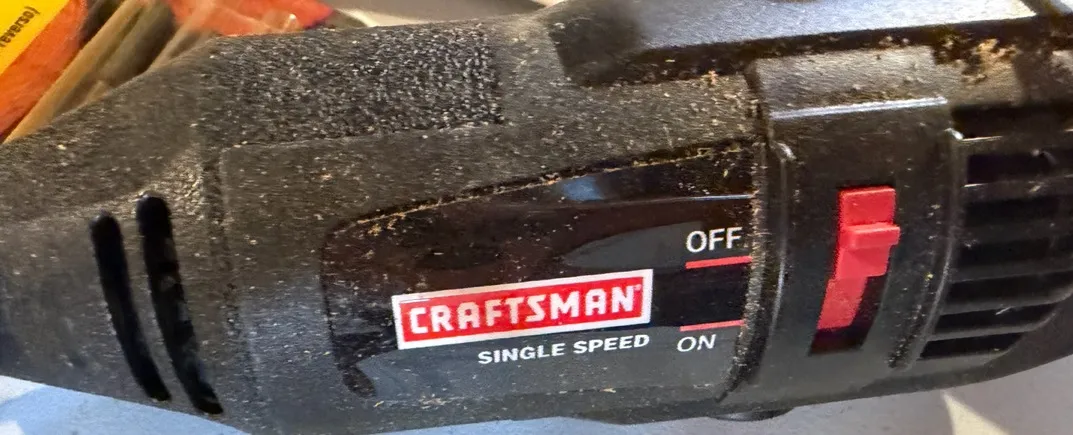 OFF
CRAFTSMAN®
SINGLE SPEED
ON